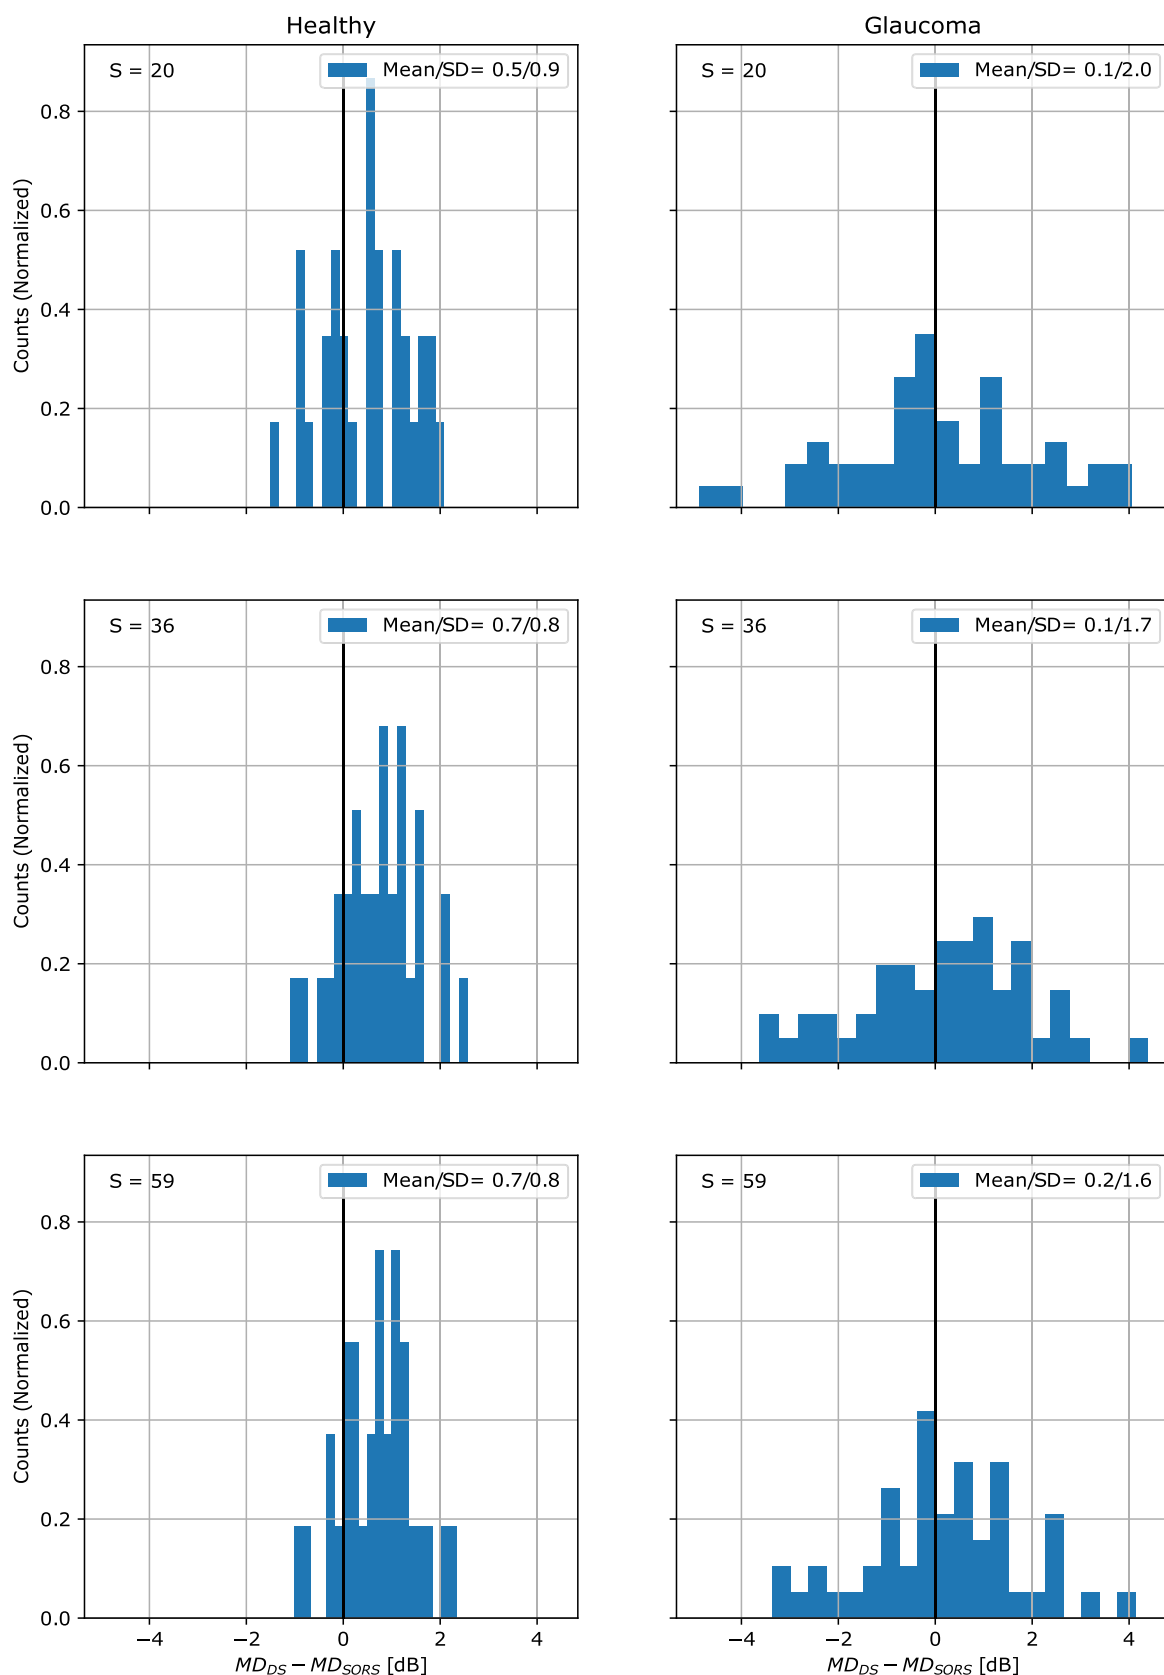 Healthy
Glaucoma
S = 20
Mean/SD= 0.5/0.9
S = 20
Mean/SD= 0.1/2.0
0.8
0.6
0.4
0.2
0.0
Counts (Normalized)
S = 36
Mean/SD= 0.7/0.8
S = 36
Mean/SD= 0.1/1.7
0.8
0.6
0.4
0.2
0.0
Counts (Normalized)
S = 59
Mean/SD= 0.7/0.8
S = 59
Mean/SD= 0.2/1.6
0.8
0.6
0.4
0.2
0.0
Counts (Normalized)
−4 −2 0 2 4
−4 −2 0 2 4
MD_DS − MD_SORS [dB]
MD_DS − MD_SORS [dB]